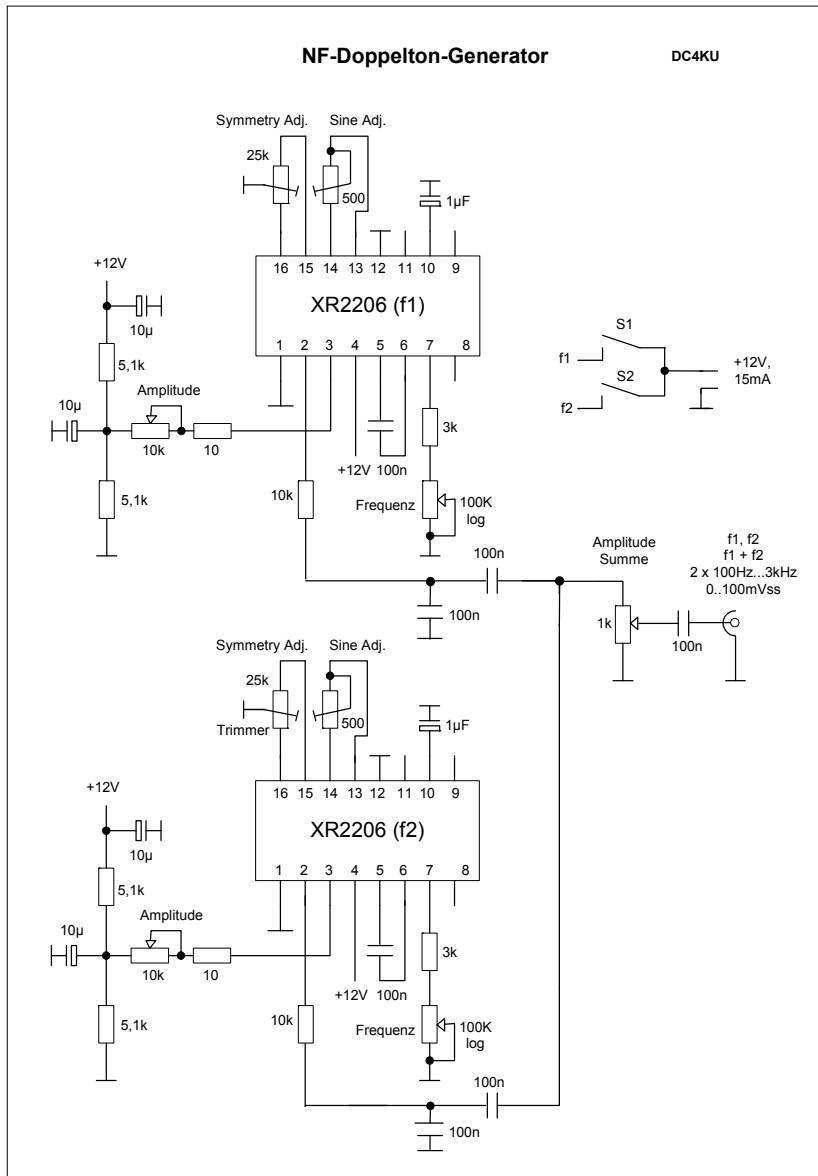 NF-Doppelton-Generator
DC4KU
Symmetry Adj.
Sine Adj.
25k
500
1µF
16 15 14 13 12 11 10 9
+12V
XR2206 (f1)
10µ
1 2 3 4 5 6 7 8
5,1k
Amplitude
10µ
10k
10
5,1k
+12V
100n
10k
3k
Frequenz
100K
log
100n
100n
S1
f1
S2
f2
+12V,
15mA
Amplitude
Summe
f1, f2
f1 + f2
2 x 100Hz...3kHz
0..100mVss
1k
100n
Symmetry Adj.
Sine Adj.
25k
Trimmer
500
1µF
16 15 14 13 12 11 10 9
+12V
XR2206 (f2)
10µ
1 2 3 4 5 6 7 8
5,1k
Amplitude
10µ
10k
10
5,1k
+12V
100n
10k
3k
Frequenz
100K
log
100n
100n